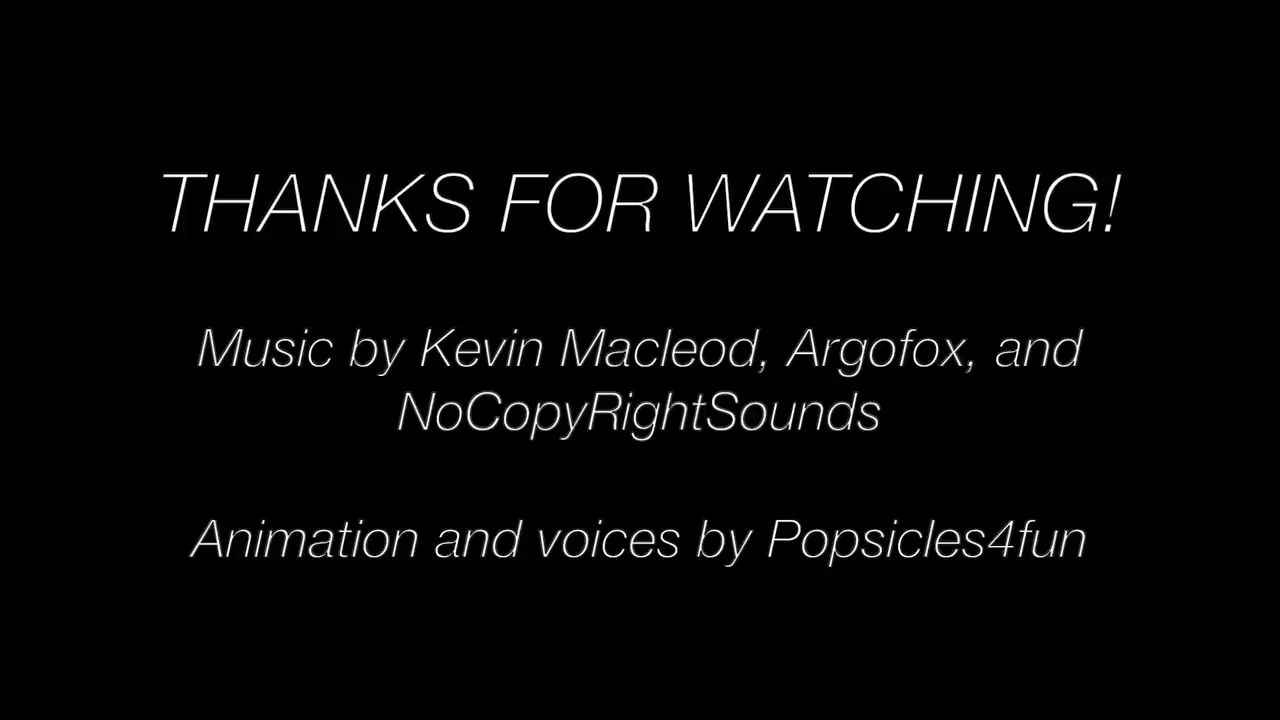 THANKS FOR WATCHING!
Music by Kevin Macleod, Argofox, and
NoCopyRightSounds
Animation and voices by Popsicles4fun